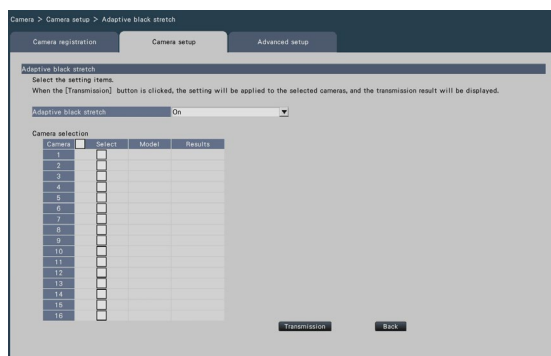 Camera > Camera setup > Adaptive black stretch
Camera registration Camera setup Advanced setup
Adaptive black stretch
Select the setting items.
When the [Transmission] button is clicked, the setting will be applied to the selected cameras, and the transmission result will be displayed.
Adaptive black stretch On
Camera selection
Camera Select Model Results
1
2
3
4
5
6
7
8
9
10
11
12
13
14
15
16
Transmission Back